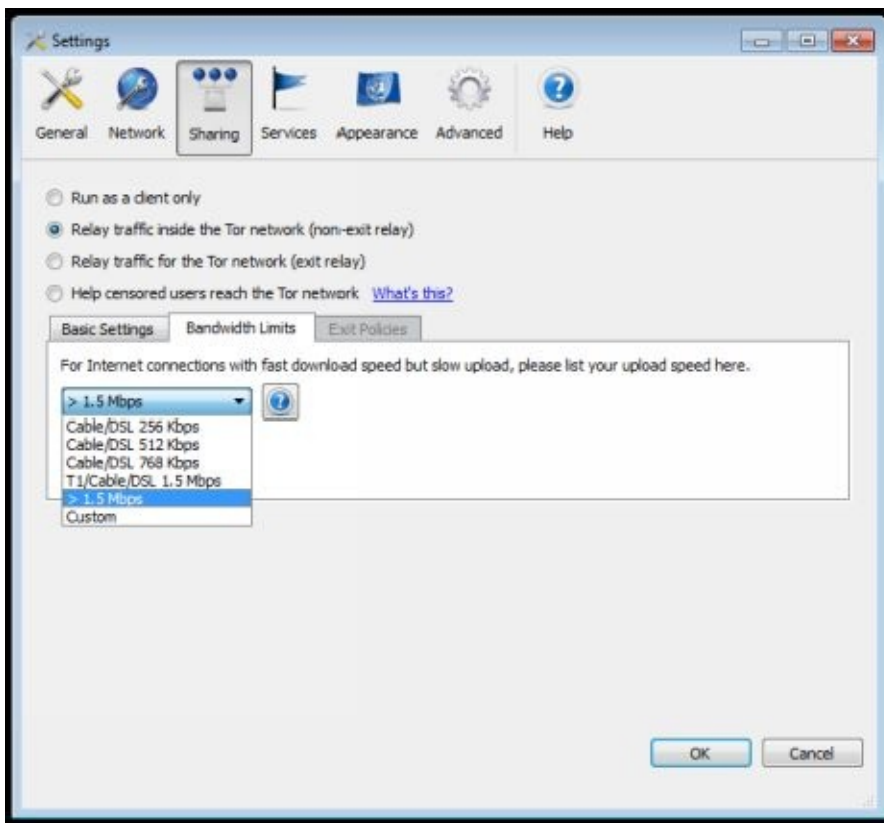 Settings
General Network Sharing Services Appearance Advanced Help
Run as a client only
Relay traffic inside the Tor network (non-exit relay)
Relay traffic for the Tor network (exit relay)
Help censored users reach the Tor network What's this?
Basic Settings Bandwidth Limits Exit Policies
For Internet connections with fast download speed but slow upload, please list your upload speed here.
> 1.5 Mbps
Cable/DSL 256 Kbps
Cable/DSL 512 Kbps
Cable/DSL 768 Kbps
T1/Cable/DSL 1.5 Mbps
> 1.5 Mbps
Custom
OK Cancel